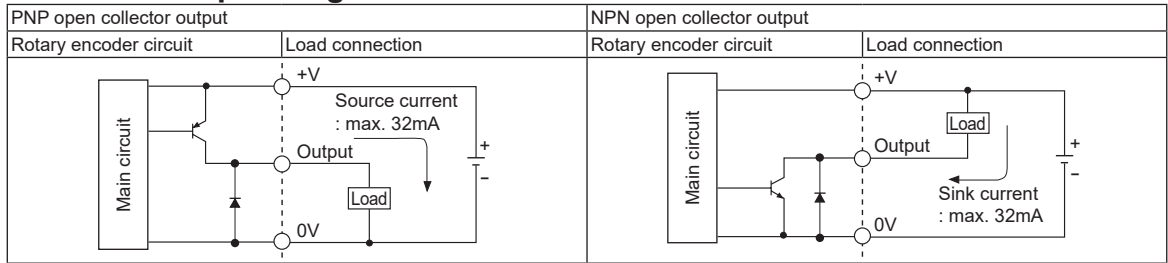 PNP open collector output
NPN open collector output
Rotary encoder circuit
Load connection
Rotary encoder circuit
Load connection
Main circuit
+V
Source current
: max. 32mA
Output
Load
0V
+
-
Main circuit
+V
Load
Output
Sink current
: max. 32mA
0V
+
-